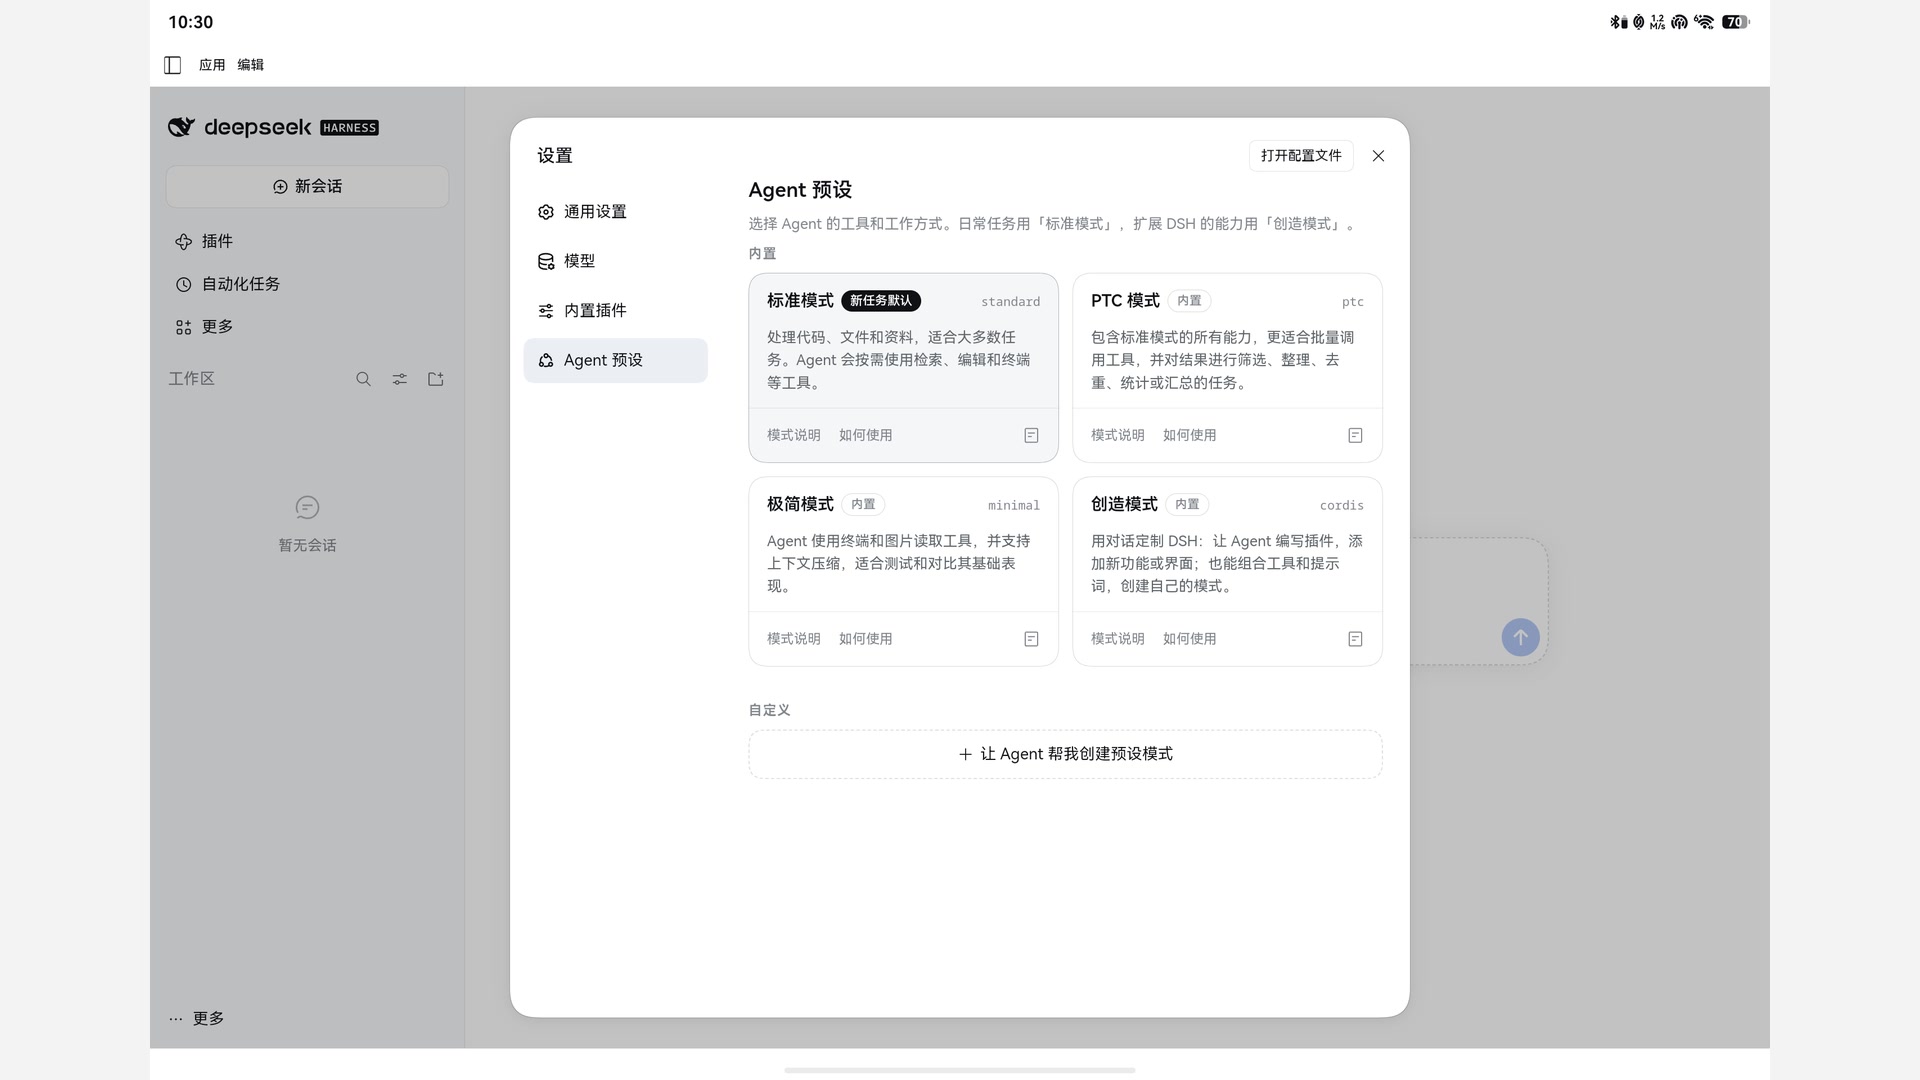 10:30
1.2 M/s
6
70
应用 编辑
deepseek HARNESS
新会话
插件
自动化任务
更多
工作区
暂无会话
更多
设置
打开配置文件
通用设置
模型
内置插件
Agent 预设
Agent 预设
选择 Agent 的工具和工作方式。日常任务用「标准模式」，扩展 DSH 的能力用「创造模式」。
内置
标准模式 新任务默认 standard
处理代码、文件和资料，适合大多数任
务。Agent 会按需使用检索、编辑和终端
等工具。
模式说明 如何使用
PTC 模式 内置 ptc
包含标准模式的所有能力，更适合批量调
用工具，并对结果进行筛选、整理、去
重、统计或汇总的任务。
模式说明 如何使用
极简模式 内置 minimal
Agent 使用终端和图片读取工具，并支持
上下文压缩，适合测试和对比其基础表
现。
模式说明 如何使用
创造模式 内置 cordis
用对话定制 DSH：让 Agent 编写插件，添
加新功能或界面；也能组合工具和提示
词，创建自己的模式。
模式说明 如何使用
自定义
让 Agent 帮我创建预设模式